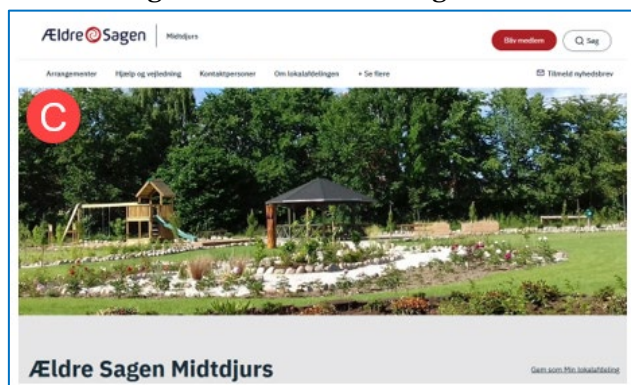 Ældre Sagen Midtdjurs
Bliv medlem
Søg
Arrangementer Hjælp og vejledning Kontaktpersoner Om lokalafdelingen + Se flere
Tilmeld nyhedsbrev
C
Ældre Sagen Midtdjurs
Gem som Min lokalafdeling